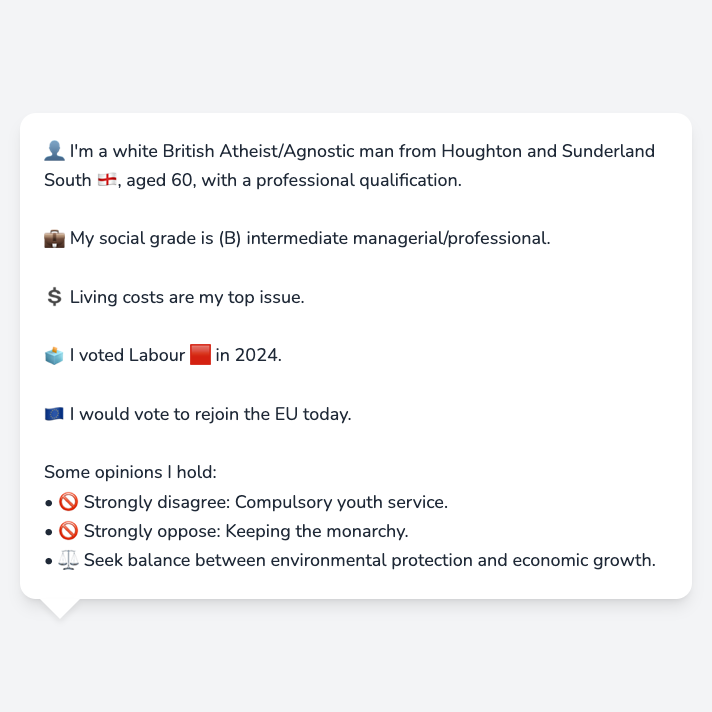 👤 I'm a white British Atheist/Agnostic man from Houghton and Sunderland
South 🏴󠁧󠁢󠁥󠁮󠁧󠁿, aged 60, with a professional qualification.
💼 My social grade is (B) intermediate managerial/professional.
💲 Living costs are my top issue.
🗳️ I voted Labour 🟥 in 2024.
🇪🇺 I would vote to rejoin the EU today.
Some opinions I hold:
• 🚫 Strongly disagree: Compulsory youth service.
• 🚫 Strongly oppose: Keeping the monarchy.
• ⚖️ Seek balance between environmental protection and economic growth.